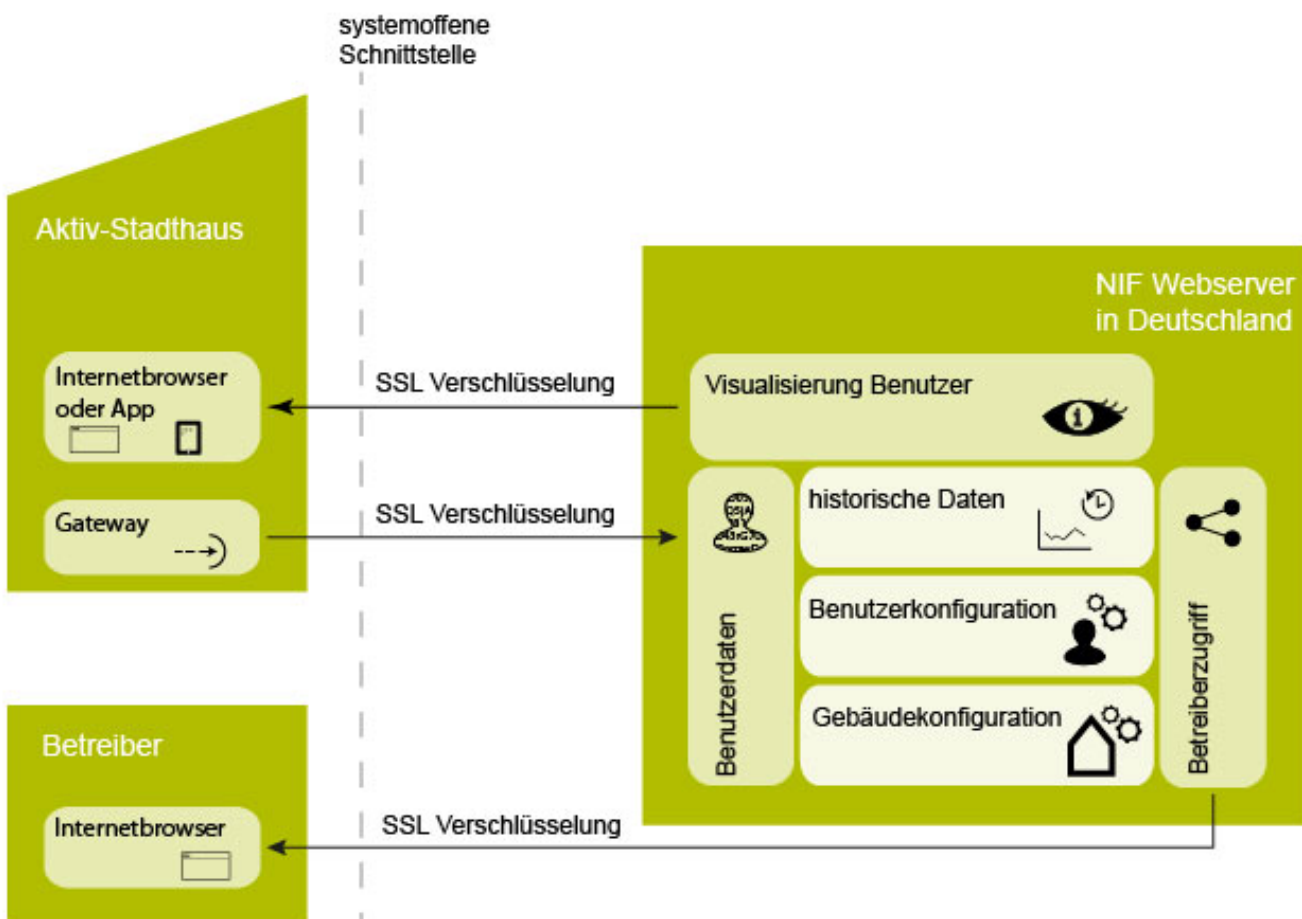 systemoffene
Schnittstelle
Aktiv-Stadthaus
NIF Webserver
in Deutschland
Internetbrowser
oder App
SSL Verschlüsselung
Visualisierung Benutzer
Gateway
SSL Verschlüsselung
Benutzerdaten
historische Daten
Benutzerkonfiguration
Gebäudekonfiguration
Betreiberzugriff
Betreiber
Internetbrowser
SSL Verschlüsselung